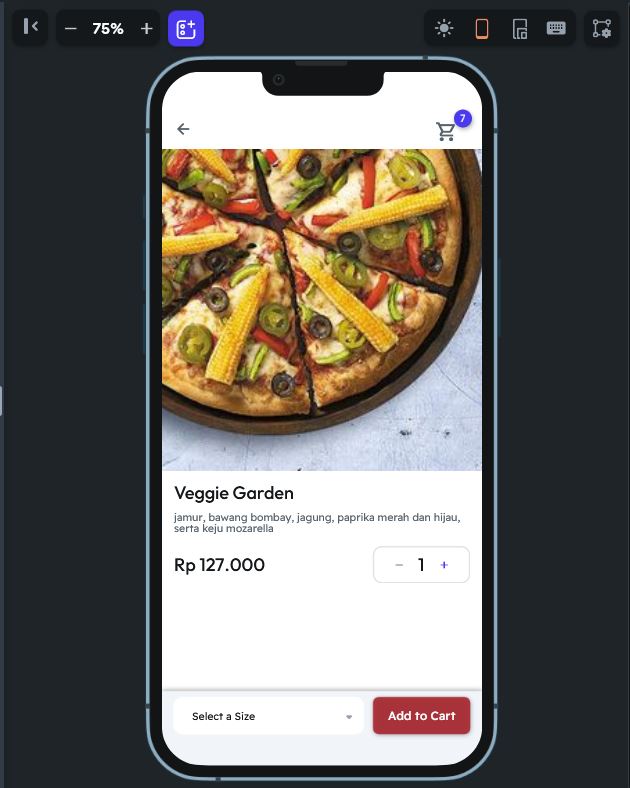 75%
7
Veggie Garden
jamur, bawang bombay, jagung, paprika merah dan hijau,
serta keju mozarella
Rp 127.000
1
Select a Size
Add to Cart